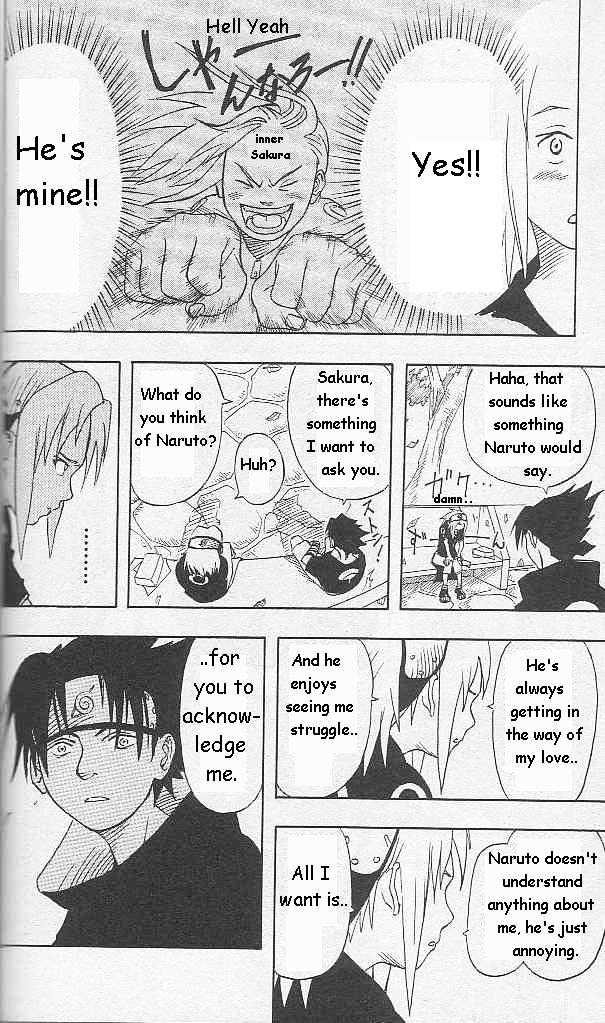 Yes!!
Hell Yeah
しゃーんなろー!!
inner
Sakura
He's
mine!!
Haha, that
sounds like
something
Naruto would
say.
ガクッ…
damn..
Sakura,
there's
something
I want to
ask you.
Huh?
What do
you think
of Naruto?
........
He's
always
getting in
the way of
my love..
And he
enjoys
seeing me
struggle..
Naruto doesn't
understand
anything about
me, he's just
annoying.
All I
want is..
..for
you to
acknow-
ledge
me.